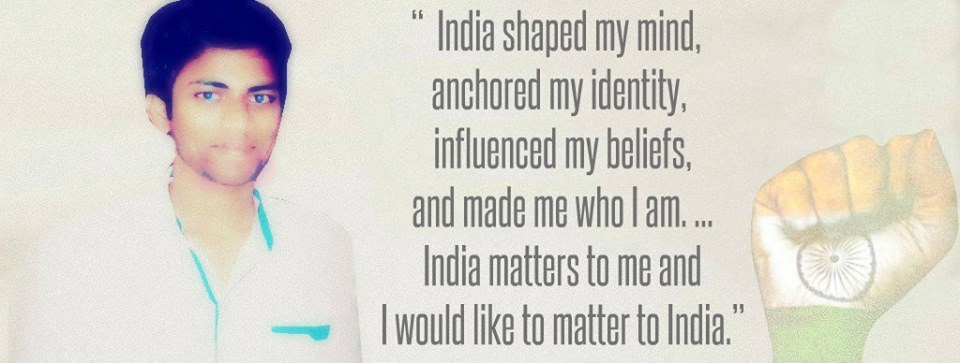 “ India shaped my mind,
anchored my identity,
influenced my beliefs,
and made me who I am. ...
India matters to me and
I would like to matter to India.”